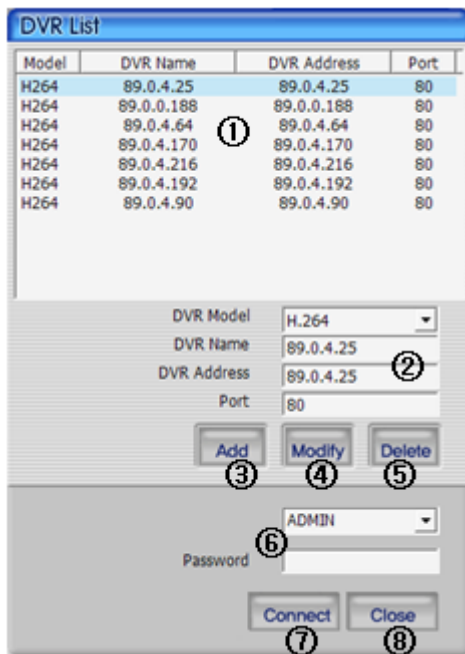 DVR List
Model DVR Name DVR Address Port
H264 89.0.4.25 89.0.4.25 80
H264 89.0.0.188 89.0.0.188 80
H264 89.0.4.64 89.0.4.64 80
H264 89.0.4.170 89.0.4.170 80
H264 89.0.4.216 89.0.4.216 80
H264 89.0.4.192 89.0.4.192 80
H264 89.0.4.90 89.0.4.90 80
①
DVR Model H.264
DVR Name 89.0.4.25
DVR Address 89.0.4.25
②
Port 80
Add Modify Delete
③ ④ ⑤
ADMIN
⑥
Password
Connect Close
⑦ ⑧